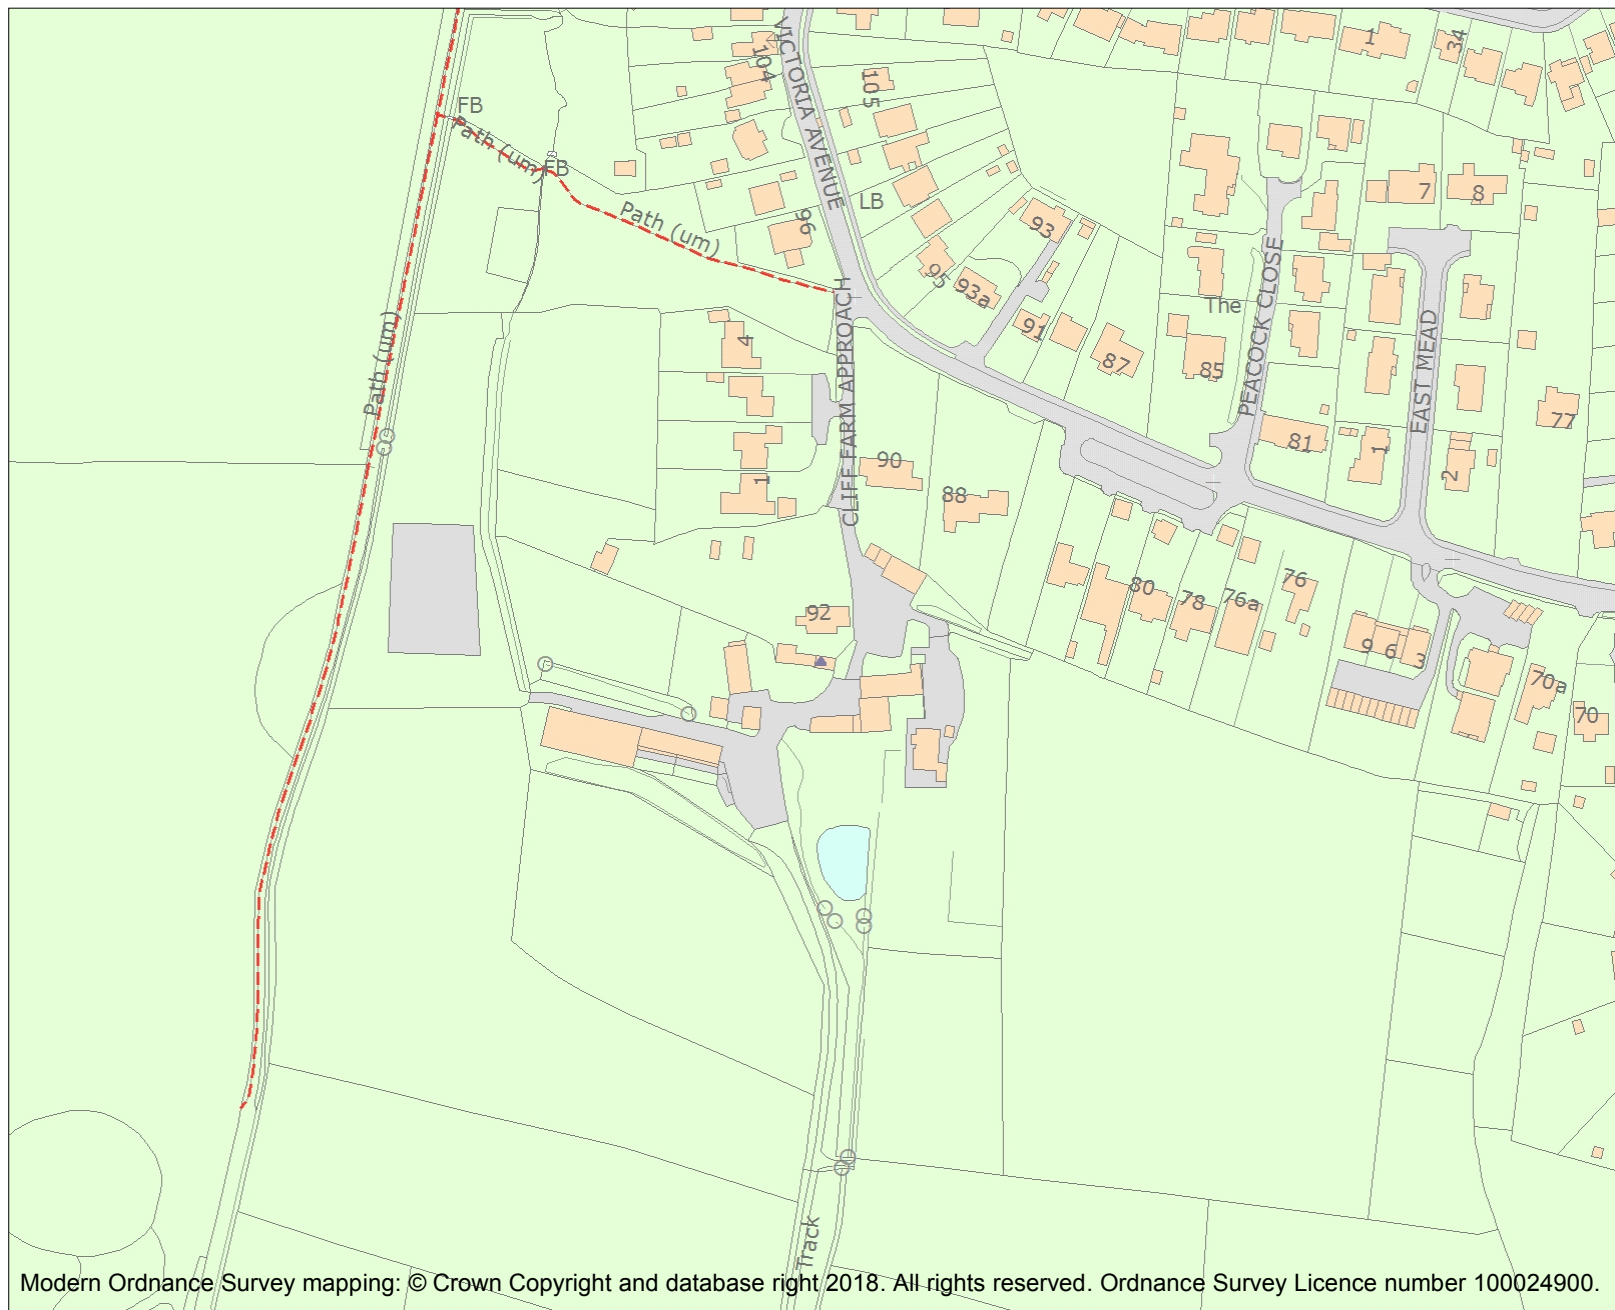 VICTORIA AVENUE
104
105
1
34
FB
Path (um)
FB
Path (um)
96
LB
93
95
93a
91
87
7
8
The
85
PEACOCK CLOSE
EAST MEAD
Path (um)
CLIFF FARM APPROACH
4
1
90
88
81
1
2
77
92
80
78
76a
76
9
6
3
70a
70
Track
Modern Ordnance Survey mapping: © Crown Copyright and database right 2018. All rights reserved. Ordnance Survey Licence number 100024900.